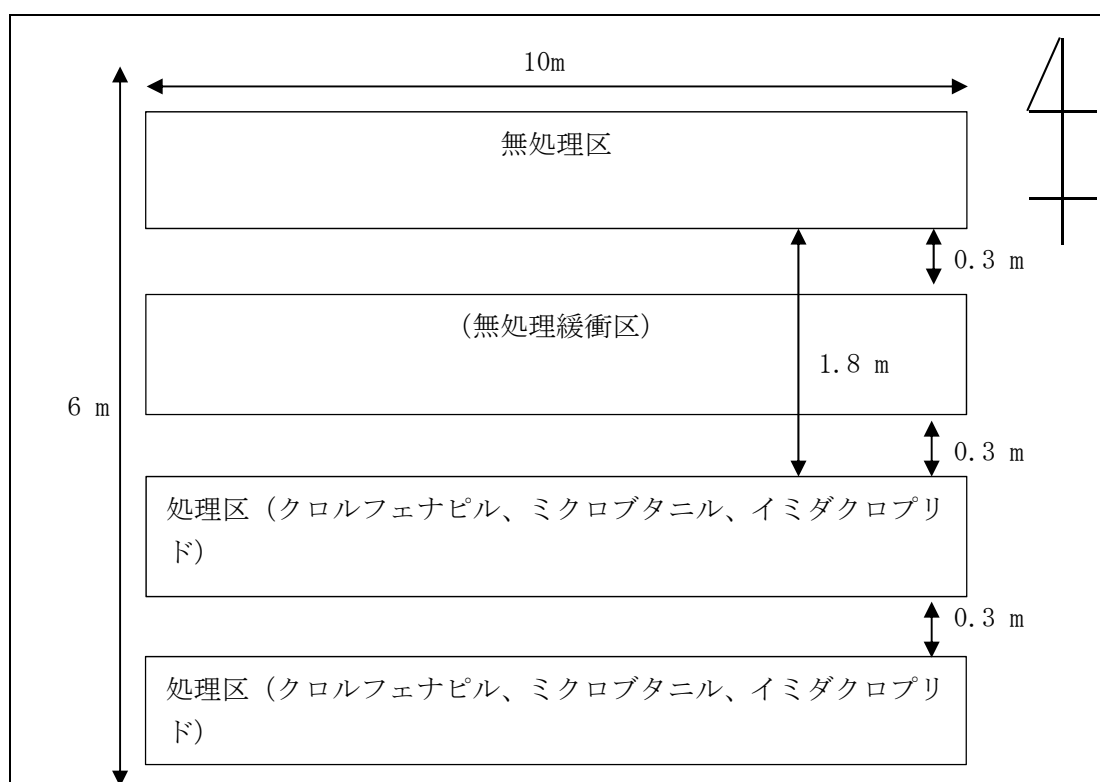 10m
無処理区
0.3 m
(無処理緩衝区)
1.8 m
6 m
0.3 m
処理区(クロルフェナピル、ミクロブタニル、イミダクロプリ
ド)
0.3 m
処理区(クロルフェナピル、ミクロブタニル、イミダクロプリ
ド)